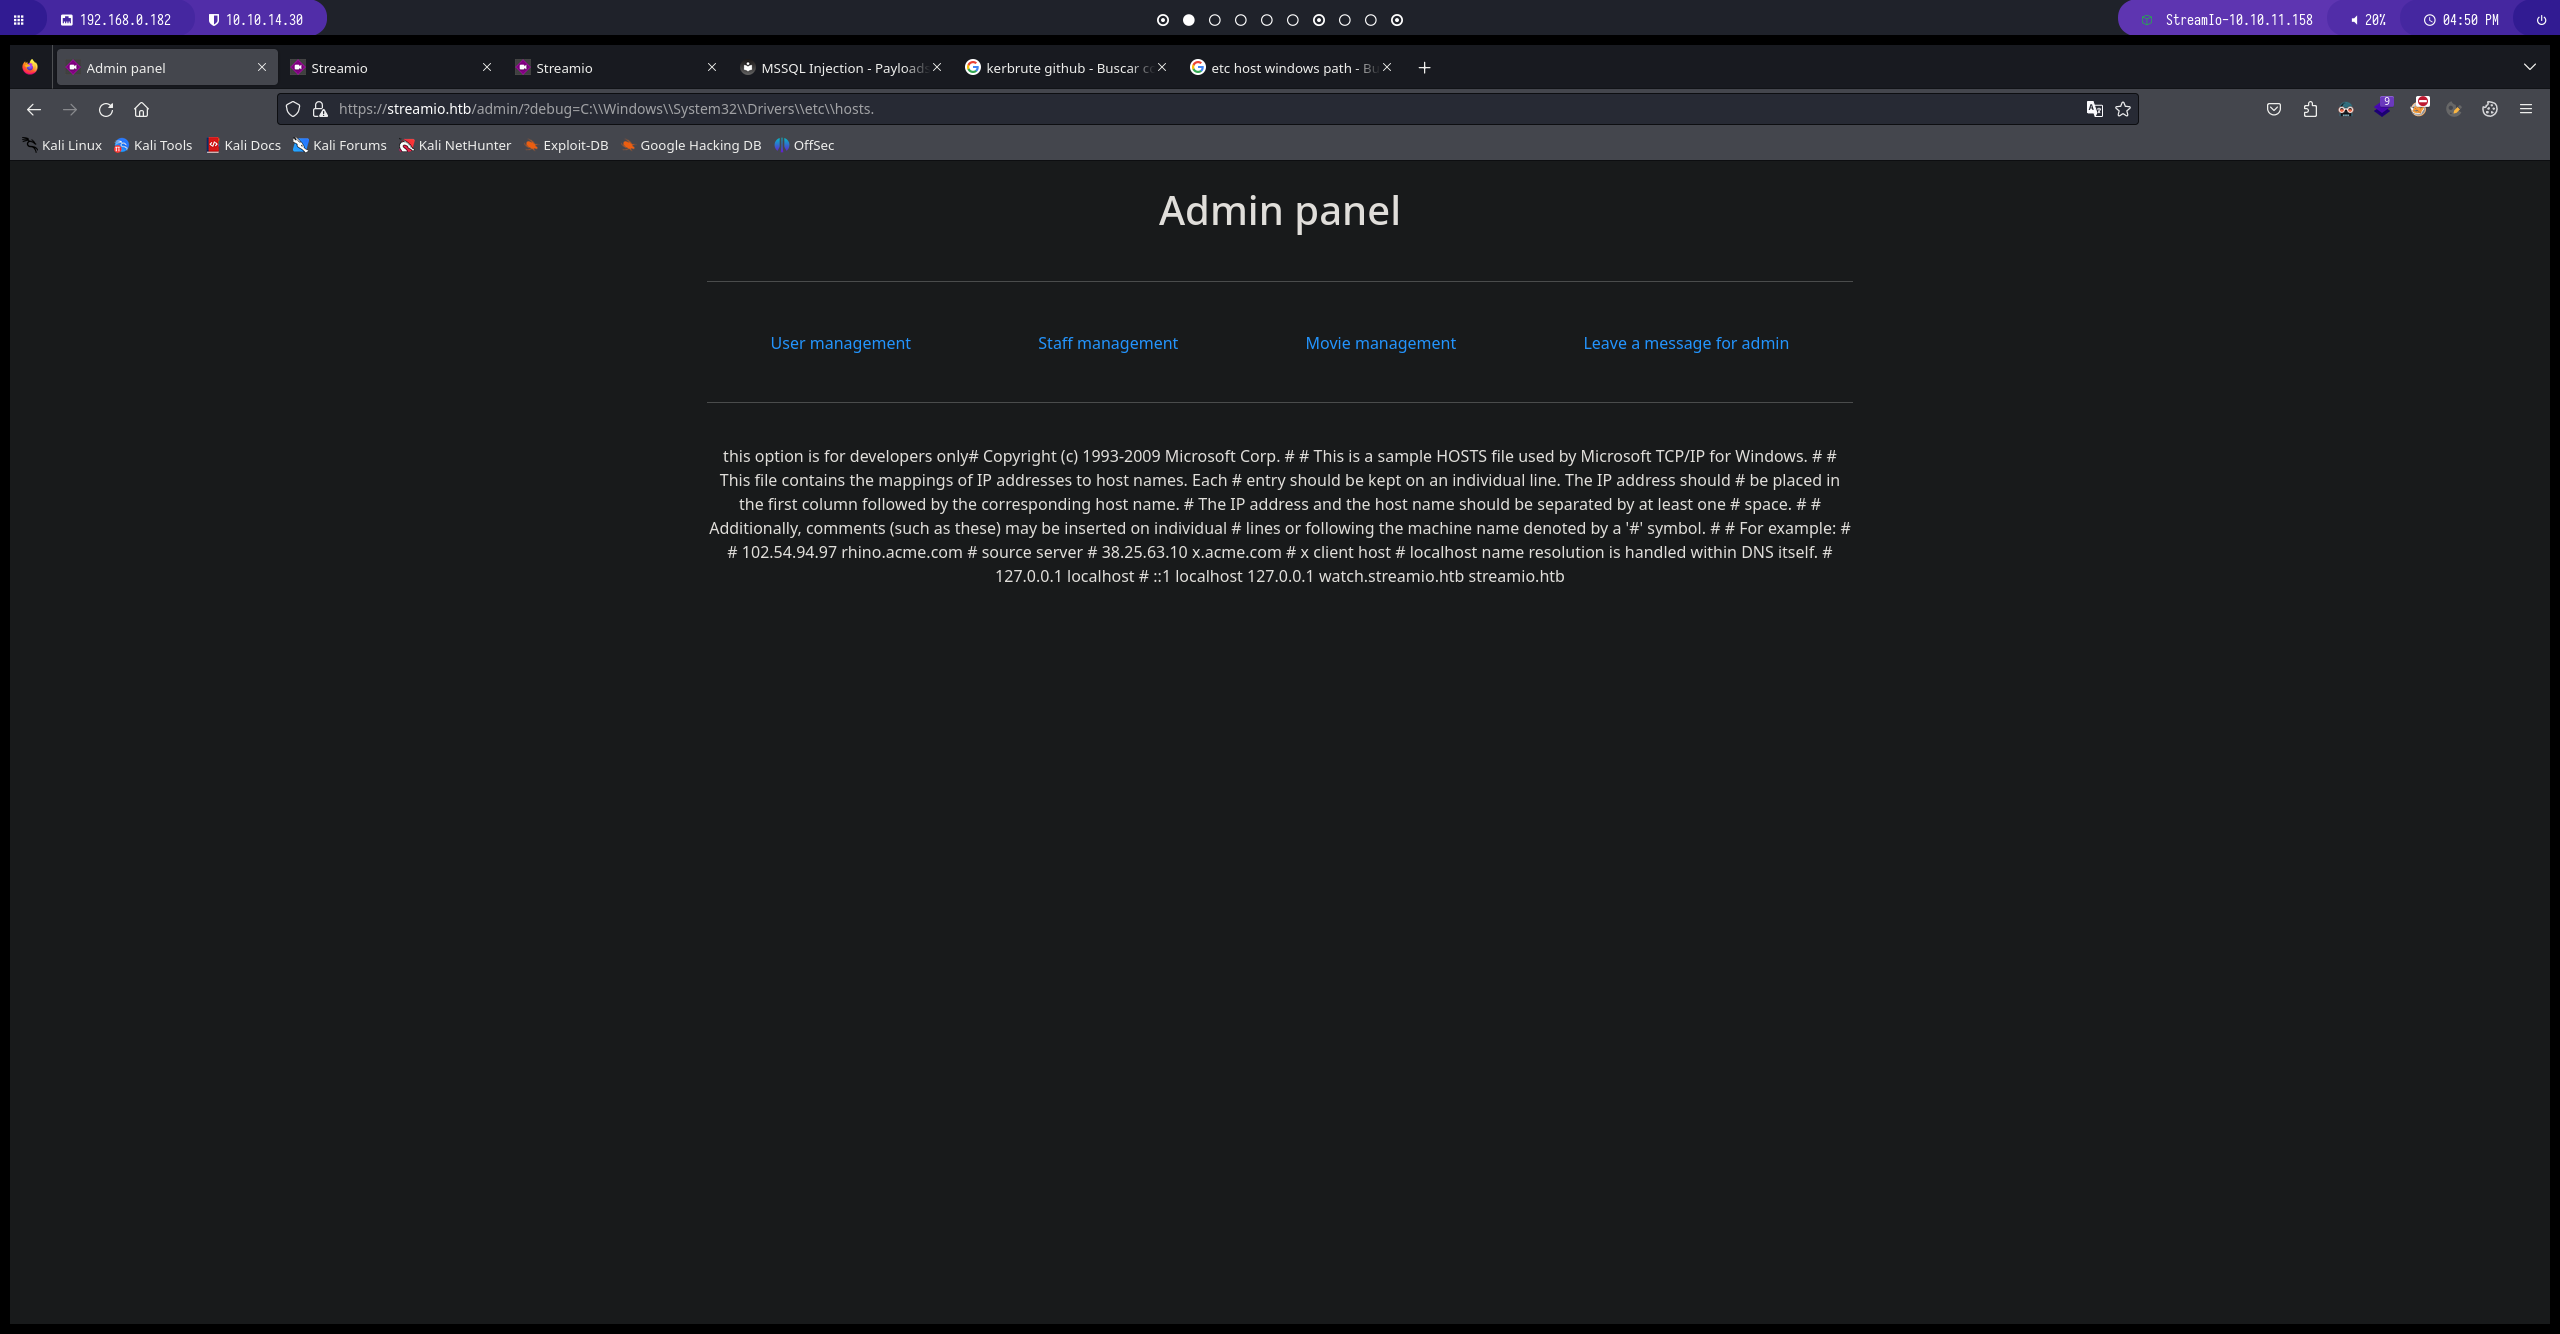 192.168.0.182
10.10.14.30
StreamIo-10.10.11.158
20%
04:50 PM
Admin panel
Streamio
Streamio
MSSQL Injection - Payloads
kerbrute github - Buscar co
etc host windows path - Bu
https://streamio.htb/admin/?debug=C:\\Windows\\System32\\Drivers\\etc\\hosts.
9
Kali Linux
Kali Tools
Kali Docs
Kali Forums
Kali NetHunter
Exploit-DB
Google Hacking DB
OffSec
Admin panel
User management
Staff management
Movie management
Leave a message for admin
this option is for developers only# Copyright (c) 1993-2009 Microsoft Corp. # # This is a sample HOSTS file used by Microsoft TCP/IP for Windows. # #
This file contains the mappings of IP addresses to host names. Each # entry should be kept on an individual line. The IP address should # be placed in
the first column followed by the corresponding host name. # The IP address and the host name should be separated by at least one # space. # #
Additionally, comments (such as these) may be inserted on individual # lines or following the machine name denoted by a '#' symbol. # # For example: #
# 102.54.94.97 rhino.acme.com # source server # 38.25.63.10 x.acme.com # x client host # localhost name resolution is handled within DNS itself. #
127.0.0.1 localhost # ::1 localhost 127.0.0.1 watch.streamio.htb streamio.htb